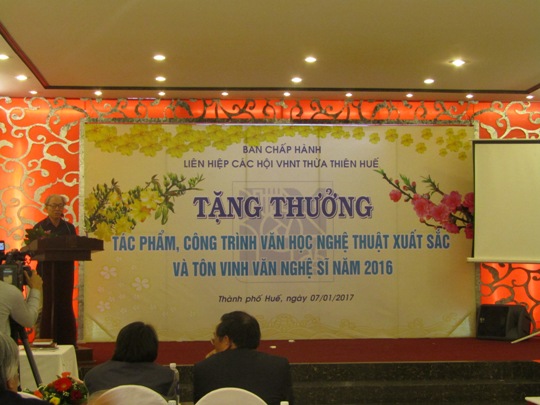 BAN CHẤP HÀNH
LIÊN HIỆP CÁC HỘI VHNT THỪA THIÊN HUẾ
TẶNG THƯỞNG
TÁC PHẨM, CÔNG TRÌNH VĂN HỌC NGHỆ THUẬT XUẤT SẮC
VÀ TÔN VINH VĂN NGHỆ SĨ NĂM 2016
Thành phố Huế, ngày 07/01/2017